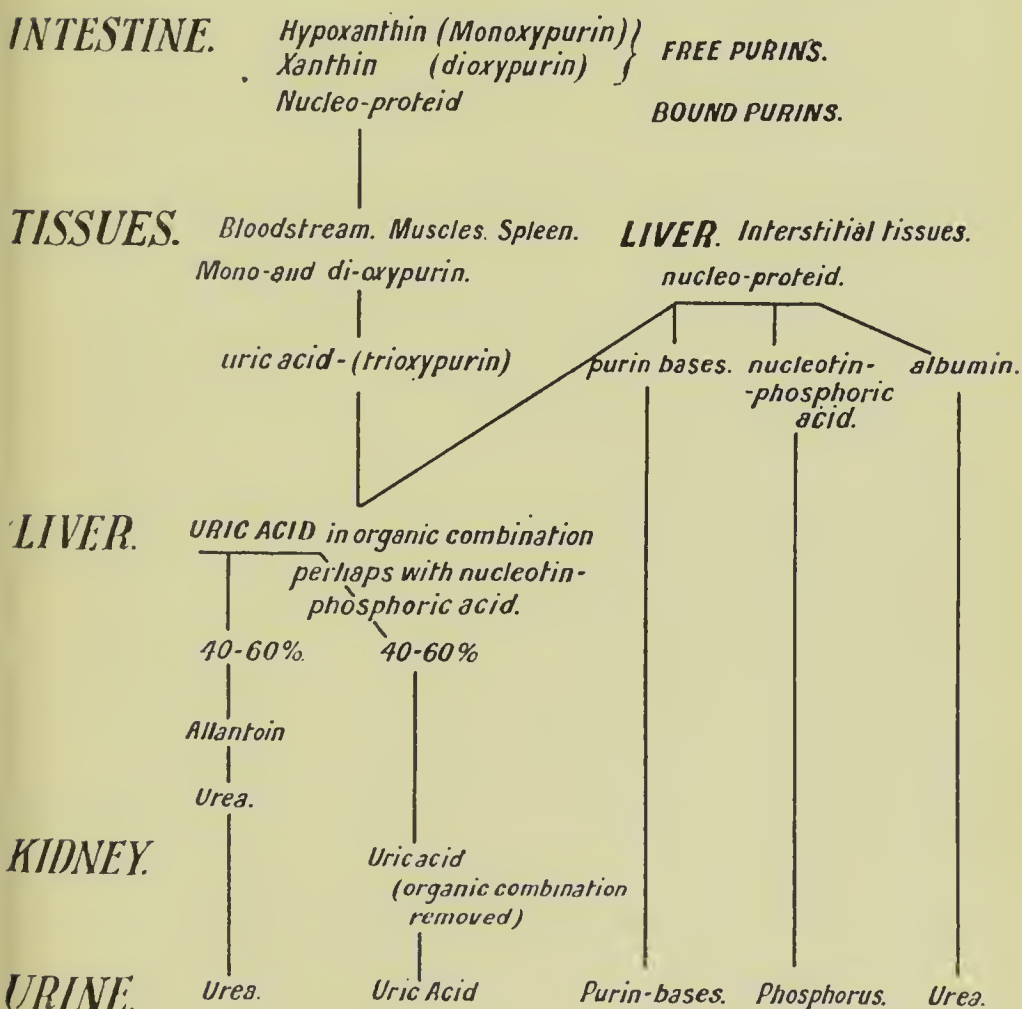 INTESTINE. Hypoxanthin (Monoxypurin)
Xanthin (dioxypurin) } FREE PURINS.
Nucleo-proteid BOUND PURINS.
TISSUES. Bloodstream. Muscles. Spleen. LIVER. Interstitial tissues.
Mono-and di-oxypurin. nucleo-proteid.
uric acid-(trioxypurin) purin bases. nucleotin- albumin.
-phosphoric
acid.
LIVER. URIC ACID in organic combination
perhaps with nucleotin-
phosphoric acid.
40-60%. 40-60%
Allantoin
Urea.
KIDNEY. Uric acid
(organic combination
removed)
URINE. Urea. Uric Acid Purin-bases. Phosphorus. Urea.